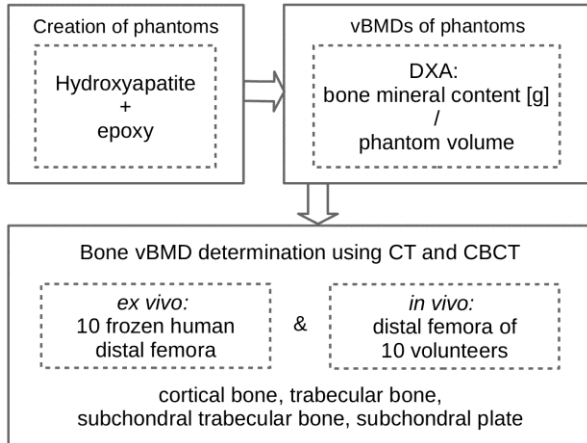 Creation of phantoms
Hydroxyapatite
+
epoxy
vBMDs of phantoms
DXA:
bone mineral content [g]
/
phantom volume
Bone vBMD determination using CT and CBCT
ex vivo:
10 frozen human
distal femora
&
in vivo:
distal femora of
10 volunteers
cortical bone, trabecular bone,
subchondral trabecular bone, subchondral plate